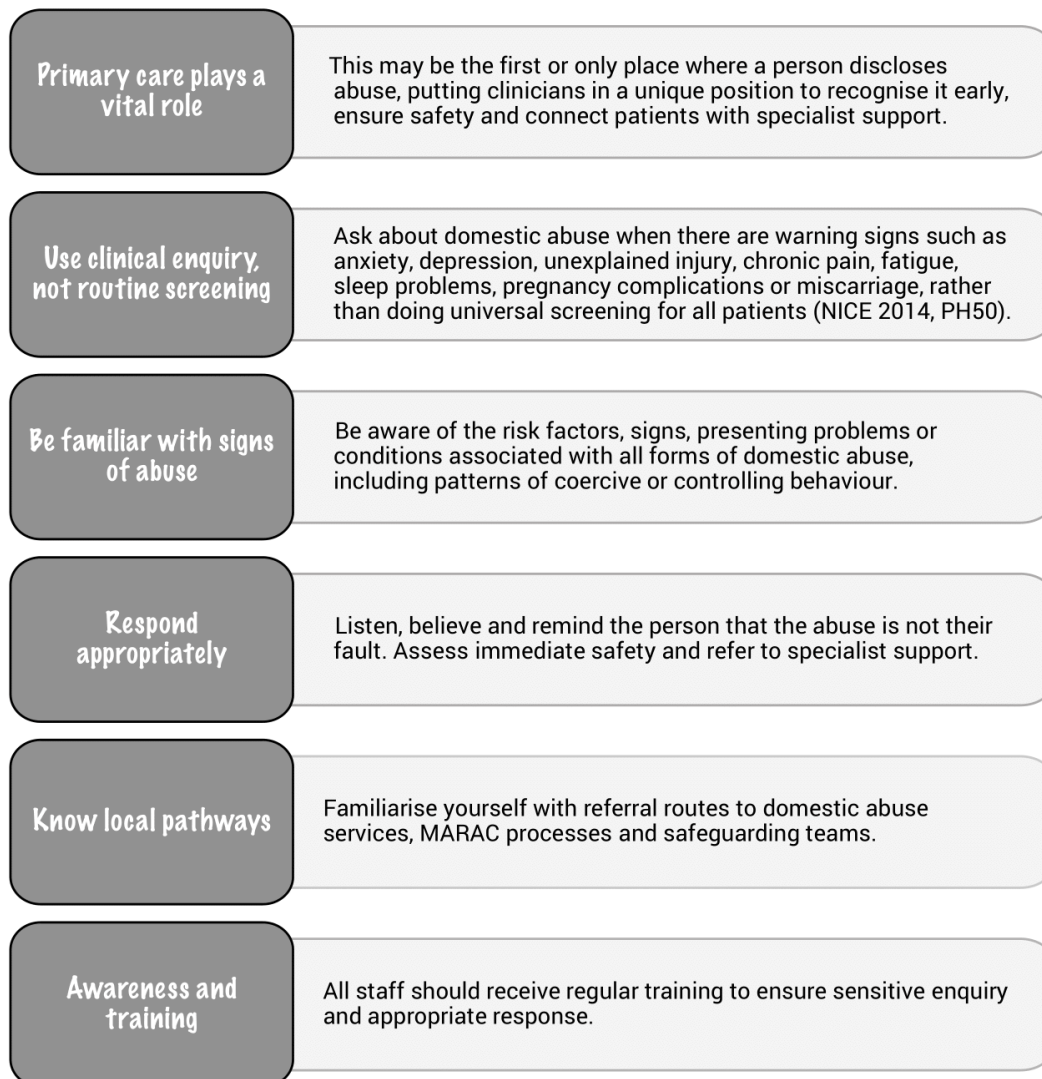 Primary care plays a
vital role
This may be the first or only place where a person discloses
abuse, putting clinicians in a unique position to recognise it early,
ensure safety and connect patients with specialist support.
Use clinical enquiry,
not routine screening
Ask about domestic abuse when there are warning signs such as
anxiety, depression, unexplained injury, chronic pain, fatigue,
sleep problems, pregnancy complications or miscarriage, rather
than doing universal screening for all patients (NICE 2014, PH50).
Be familiar with signs
of abuse
Be aware of the risk factors, signs, presenting problems or
conditions associated with all forms of domestic abuse,
including patterns of coercive or controlling behaviour.
Respond
appropriately
Listen, believe and remind the person that the abuse is not their
fault. Assess immediate safety and refer to specialist support.
Know local pathways
Familiarise yourself with referral routes to domestic abuse
services, MARAC processes and safeguarding teams.
Awareness and
training
All staff should receive regular training to ensure sensitive enquiry
and appropriate response.